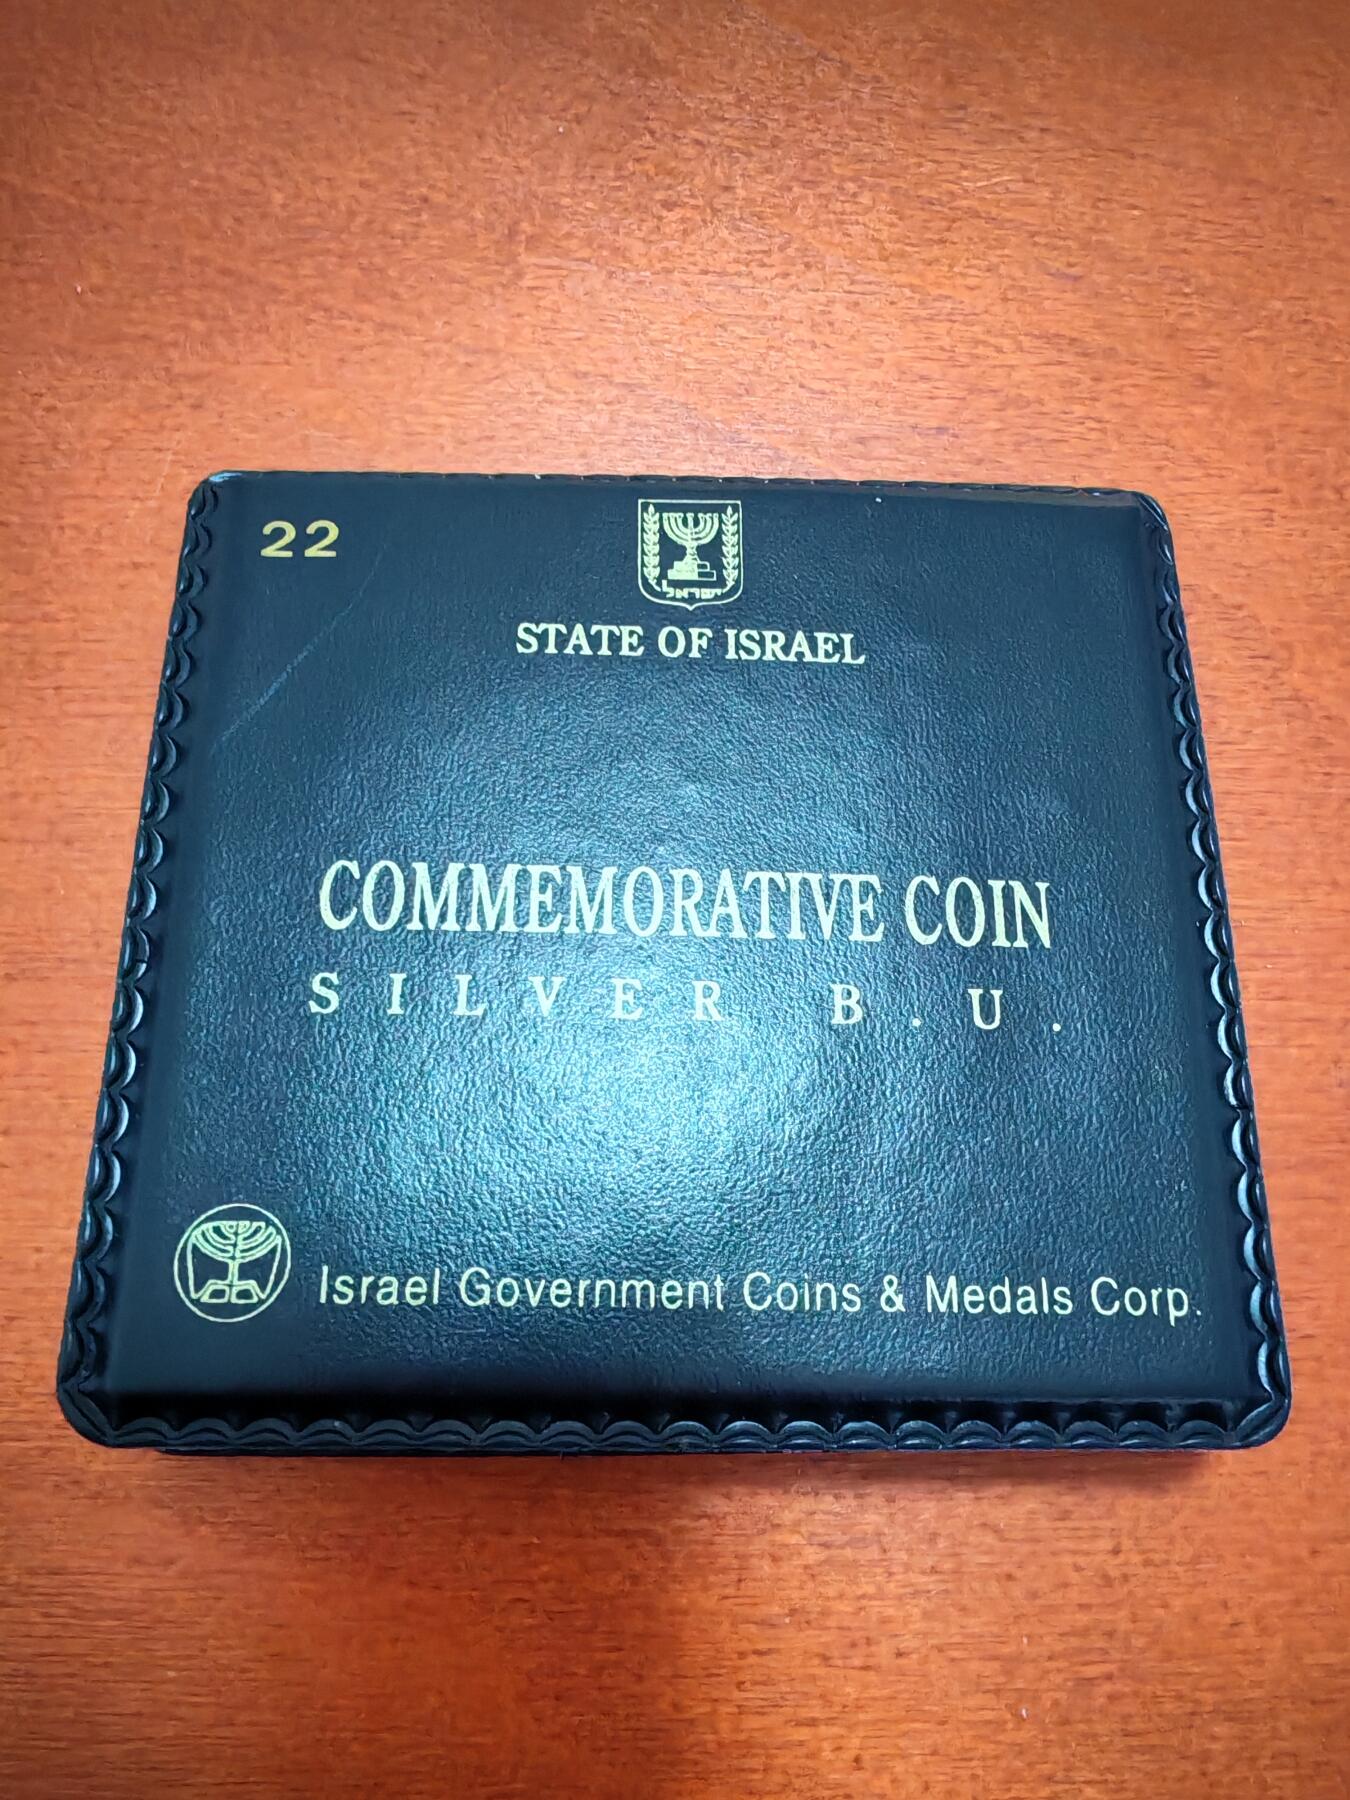 22
ישראל
STATE OF ISRAEL
COMMEMORATIVE COIN
SILVER B.U.
Israel Government Coins & Medals Corp.